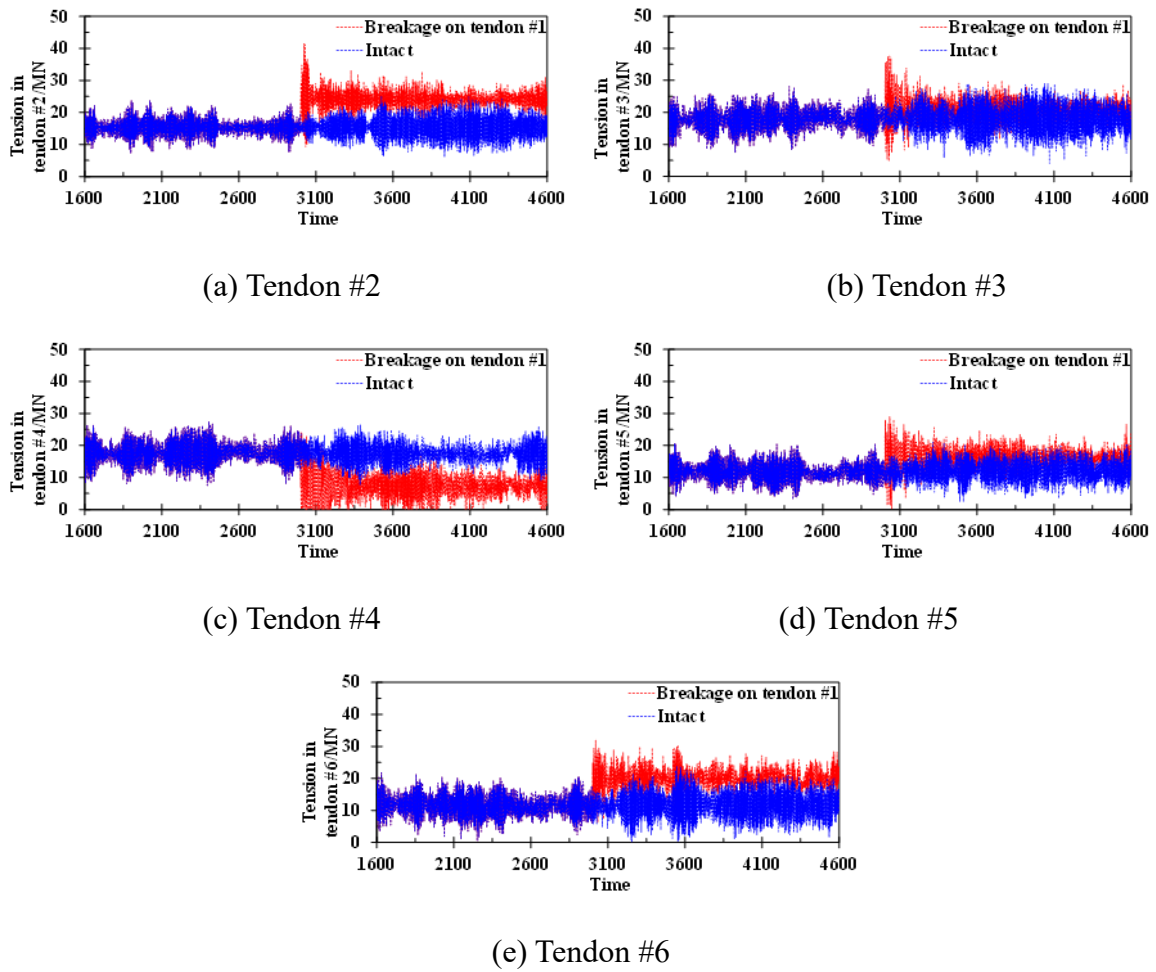 50
40
30
20
10
0
Tension in
tendon #2/MN
Breakage on tendon #1
Intact
1600 2100 2600 3100 3600 4100 4600
Time
(a) Tendon #2
50
40
30
20
10
0
Tension in
tendon #3/MN
Breakage on tendon #1
Intact
1600 2100 2600 3100 3600 4100 4600
Time
(b) Tendon #3
50
40
30
20
10
0
Tension in
tendon #4/MN
Breakage on tendon #1
Intact
1600 2100 2600 3100 3600 4100 4600
Time
(c) Tendon #4
50
40
30
20
10
0
Tension in
tendon #5/MN
Breakage on tendon #1
Intact
1600 2100 2600 3100 3600 4100 4600
Time
(d) Tendon #5
50
40
30
20
10
0
Tension in
tendon #6/MN
Breakage on tendon #1
Intact
1600 2100 2600 3100 3600 4100 4600
Time
(e) Tendon #6